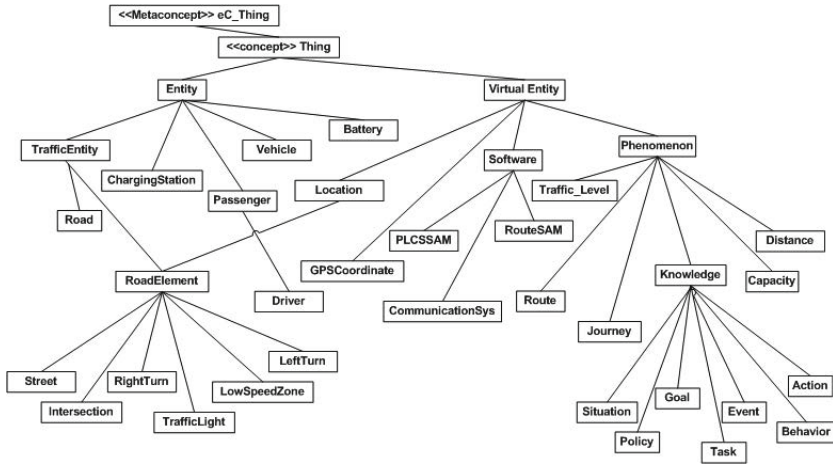 <<Metaconcept>> eC_Thing
<<concept>> Thing
Entity
Virtual Entity
Battery
TrafficEntity
Vehicle
Software
Phenomenon
ChargingStation
Passenger
Location
Traffic_Level
Road
PLCSSAM
RouteSAM
Distance
RoadElement
GPSCoordinate
Knowledge
Capacity
Driver
CommunicationSys
Route
Journey
LeftTurn
Street
RightTurn
LowSpeedZone
Action
Intersection
TrafficLight
Situation
Goal
Event
Policy
Behavior
Task